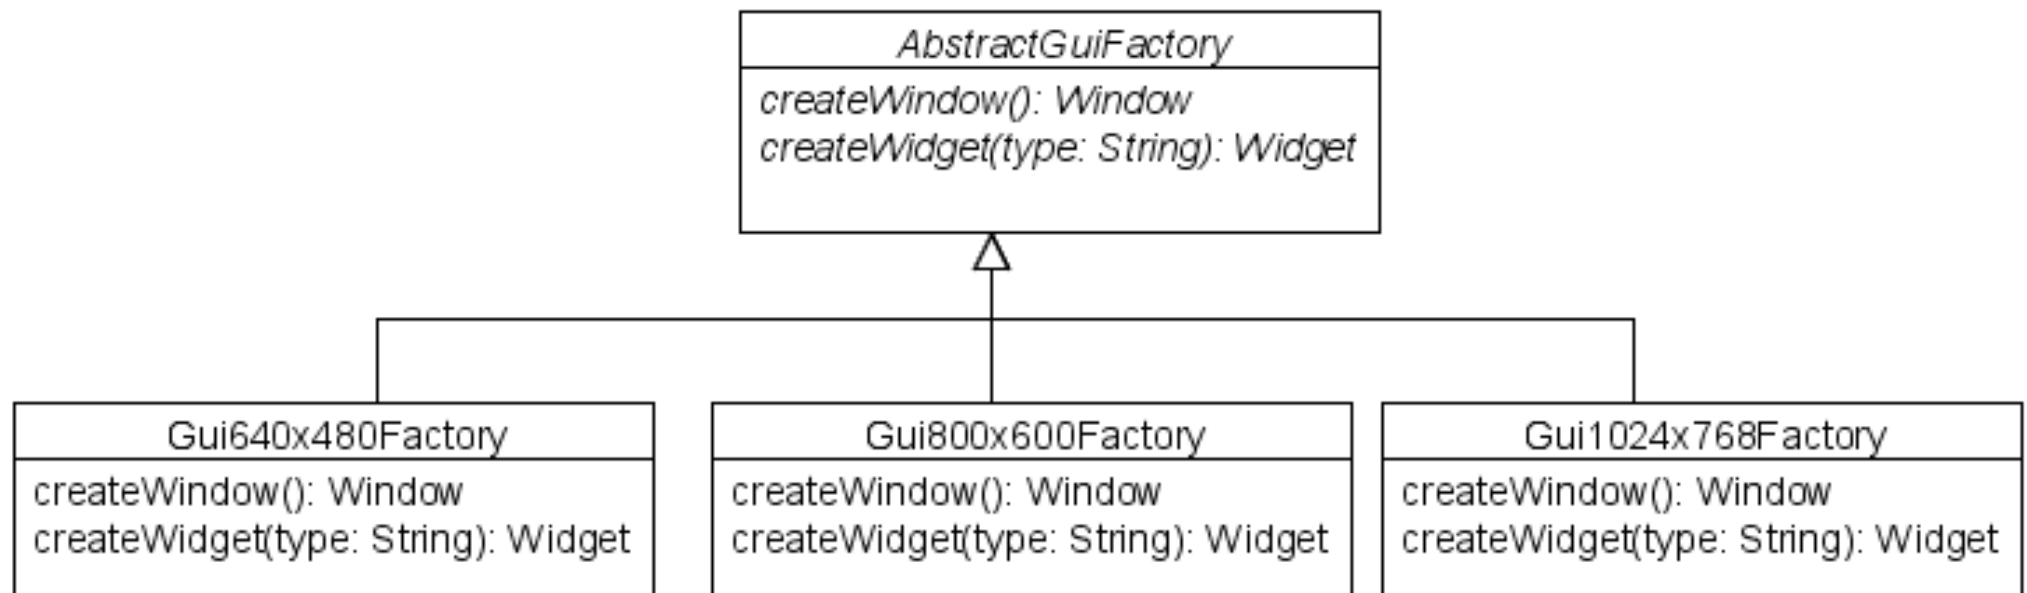 AbstractGuiFactory
createWindow(): Window
createWidget(type: String): Widget
Gui640x480Factory
createWindow(): Window
createWidget(type: String): Widget
Gui800x600Factory
createWindow(): Window
createWidget(type: String): Widget
Gui1024x768Factory
createWindow(): Window
createWidget(type: String): Widget